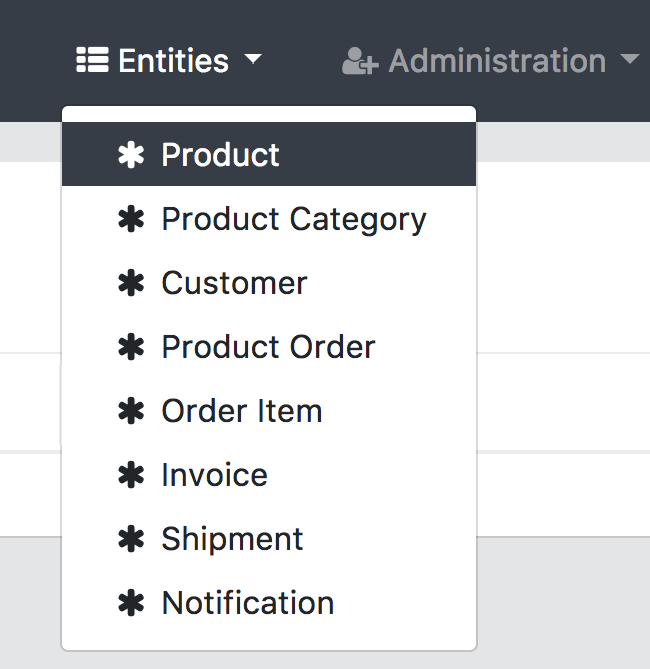 Entities
Administration
Product
Product Category
Customer
Product Order
Order Item
Invoice
Shipment
Notification